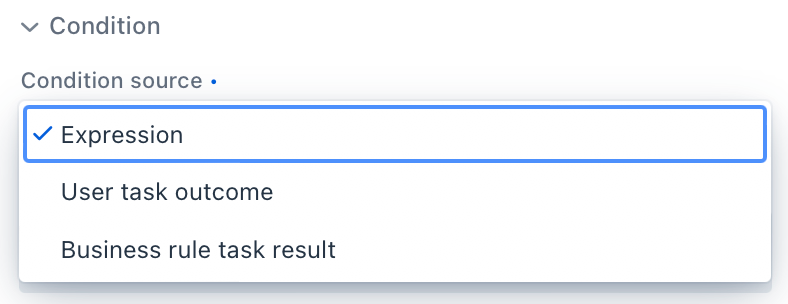 Condition
Condition source
Expression
User task outcome
Business rule task result